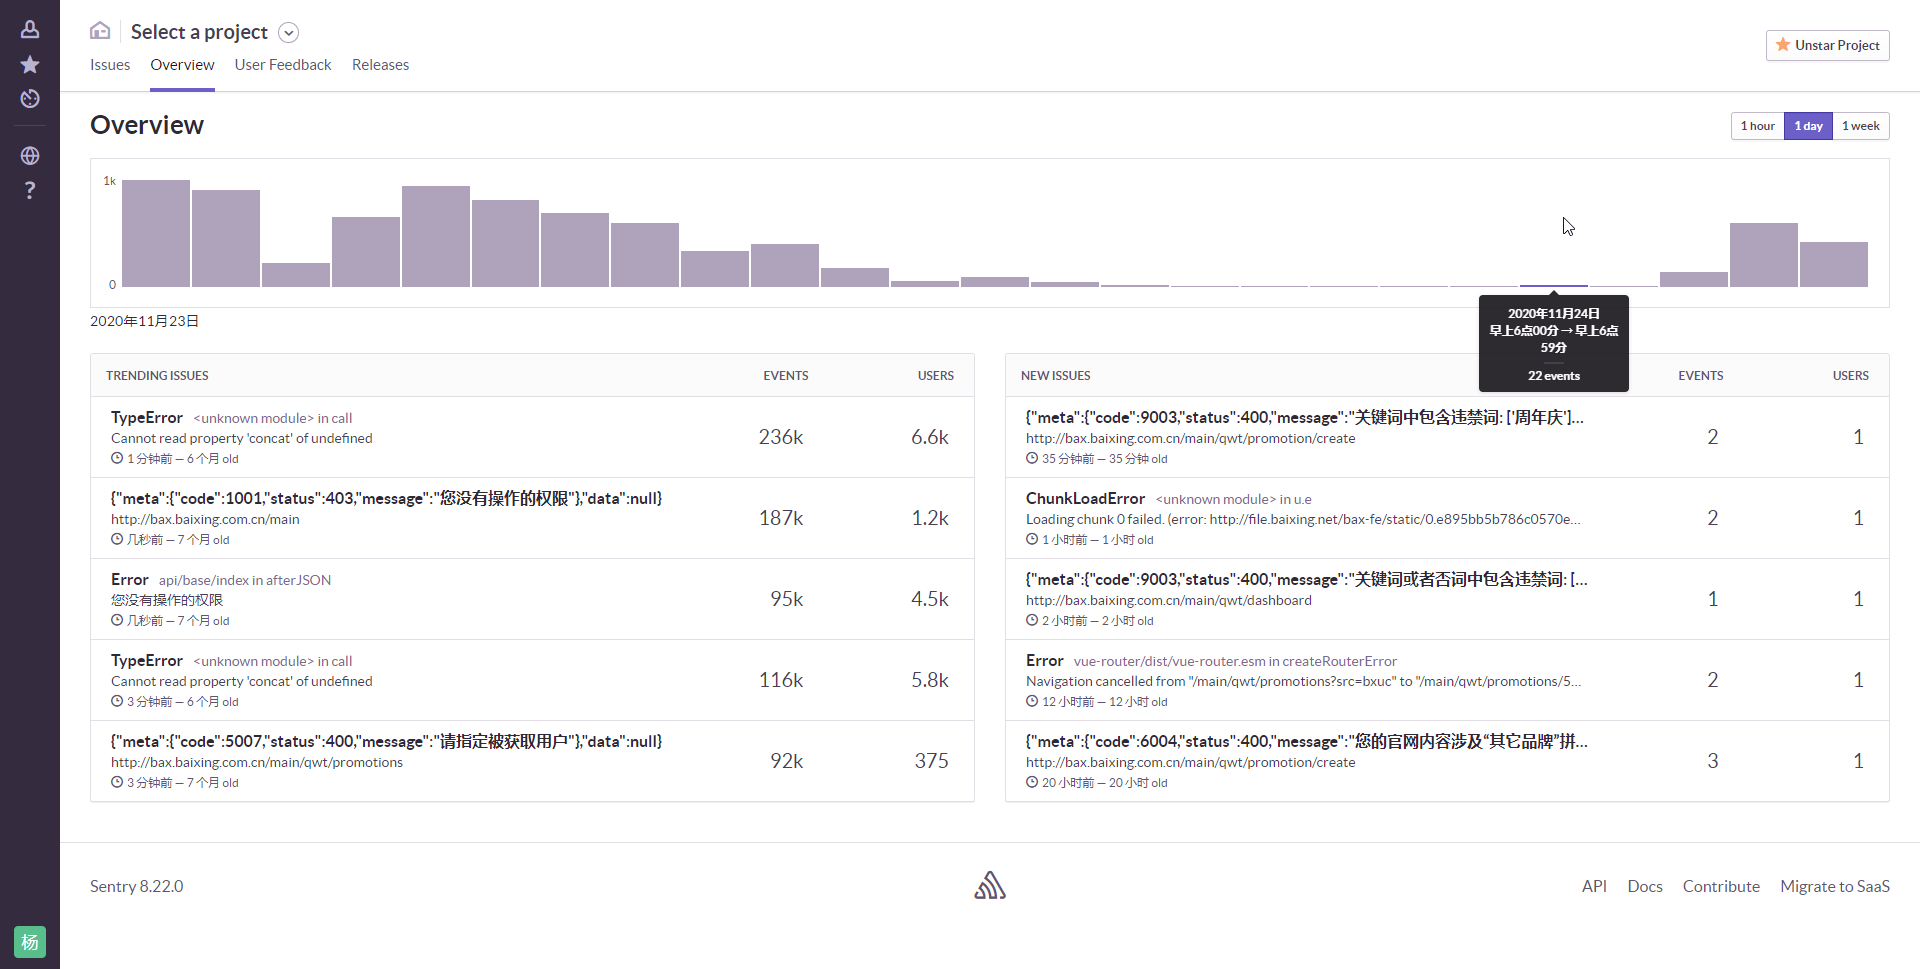 Select a project
Unstar Project
Issues Overview User Feedback Releases
Overview
1 hour 1 day 1 week
1k
0
2020年11月23日
2020年11月24日
早上6点00分 → 早上6点
59分
22 events
TRENDING ISSUES EVENTS USERS
TypeError <unknown module> in call
Cannot read property 'concat' of undefined
1 分钟前 — 6 个月 old
236k 6.6k
{"meta":{"code":1001,"status":403,"message":"您没有操作的权限"},"data":null}
http://bax.baixing.com.cn/main
几秒前 — 7 个月 old
187k 1.2k
Error api/base/index in afterJSON
您没有操作的权限
几秒前 — 7 个月 old
95k 4.5k
TypeError <unknown module> in call
Cannot read property 'concat' of undefined
3 分钟前 — 6 个月 old
116k 5.8k
{"meta":{"code":5007,"status":400,"message":"请指定被获取用户"},"data":null}
http://bax.baixing.com.cn/main/qwt/promotions
3 分钟前 — 7 个月 old
92k 375
NEW ISSUES EVENTS USERS
{"meta":{"code":9003,"status":400,"message":"关键词中包含违禁词: ['周年庆']...
http://bax.baixing.com.cn/main/qwt/promotion/create
35 分钟前 — 35 分钟 old
2 1
ChunkLoadError <unknown module> in u.e
Loading chunk 0 failed. (error: http://file.baixing.net/bax-fe/static/0.e895bb5b786c0570e...
1 小时前 — 1 小时 old
2 1
{"meta":{"code":9003,"status":400,"message":"关键词或者否词中包含违禁词: [...
http://bax.baixing.com.cn/main/qwt/dashboard
2 小时前 — 2 小时 old
1 1
Error vue-router/dist/vue-router.esm in createRouterError
Navigation cancelled from "/main/qwt/promotions?src=bxuc" to "/main/qwt/promotions/5...
12 小时前 — 12 小时 old
2 1
{"meta":{"code":6004,"status":400,"message":"您的官网内容涉及“其它品牌”拼...
http://bax.baixing.com.cn/main/qwt/promotion/create
20 小时前 — 20 小时 old
3 1
杨
Sentry 8.22.0
API Docs Contribute Migrate to SaaS